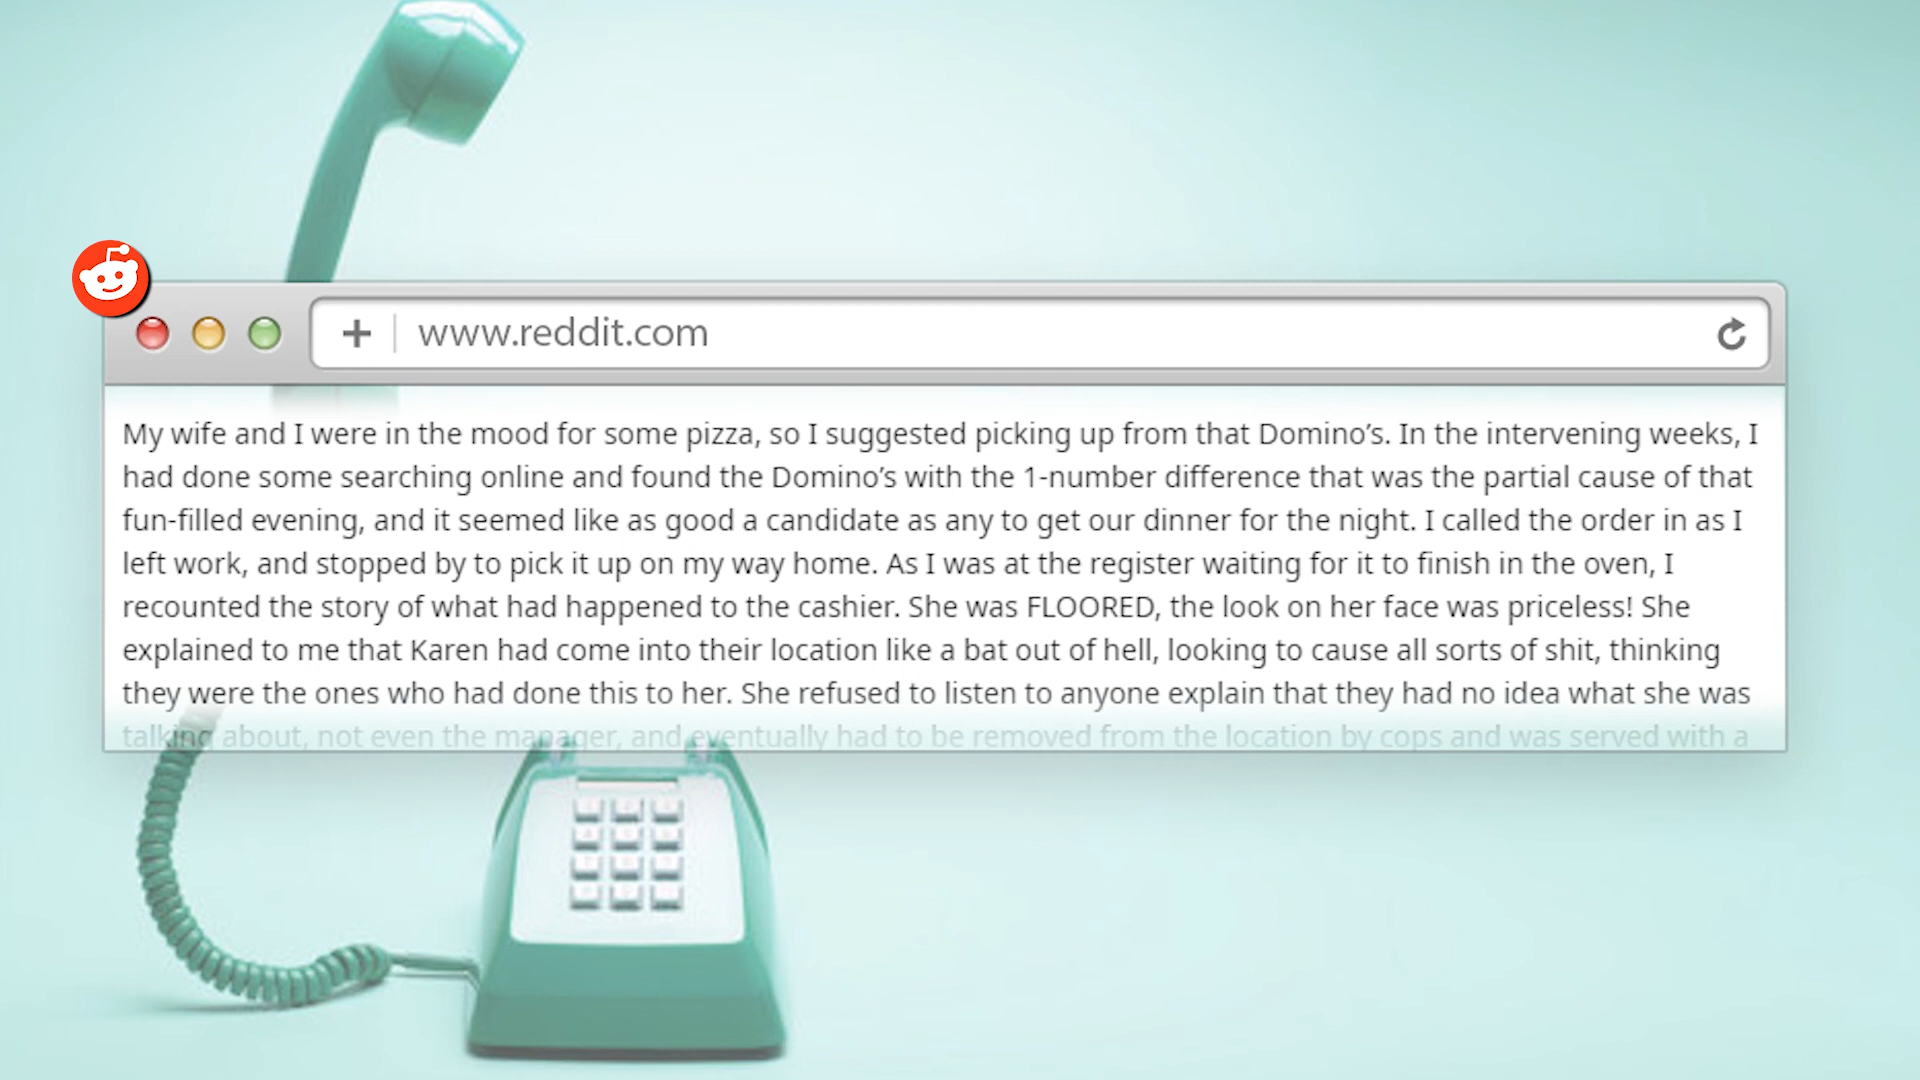 www.reddit.com
My wife and I were in the mood for some pizza, so I suggested picking up from that Domino’s. In the intervening weeks, I
had done some searching online and found the Domino’s with the 1-number difference that was the partial cause of that
fun-filled evening, and it seemed like as good a candidate as any to get our dinner for the night. I called the order in as I
left work, and stopped by to pick it up on my way home. As I was at the register waiting for it to finish in the oven, I
recounted the story of what had happened to the cashier. She was FLOORED, the look on her face was priceless! She
explained to me that Karen had come into their location like a bat out of hell, looking to cause all sorts of shit, thinking
they were the ones who had done this to her. She refused to listen to anyone explain that they had no idea what she was
talking about, not even the manager, and eventually had to be removed from the location by cops and was served with a